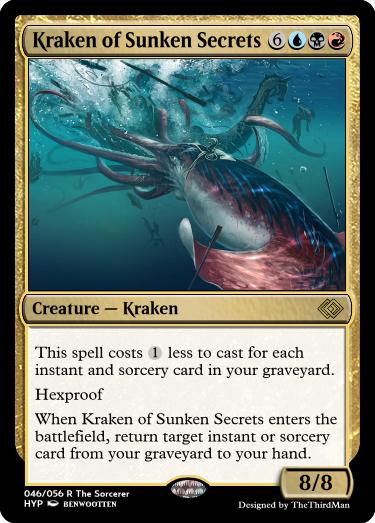 Kraken of Sunken Secrets 6
Creature — Kraken
This spell costs 1 less to cast for each
instant and sorcery card in your graveyard.
Hexproof
When Kraken of Sunken Secrets enters the
battlefield, return target instant or sorcery
card from your graveyard to your hand.
8/8
046/056 R The Sorcerer
HYP BENWOOTTEN
Designed by TheThirdMan